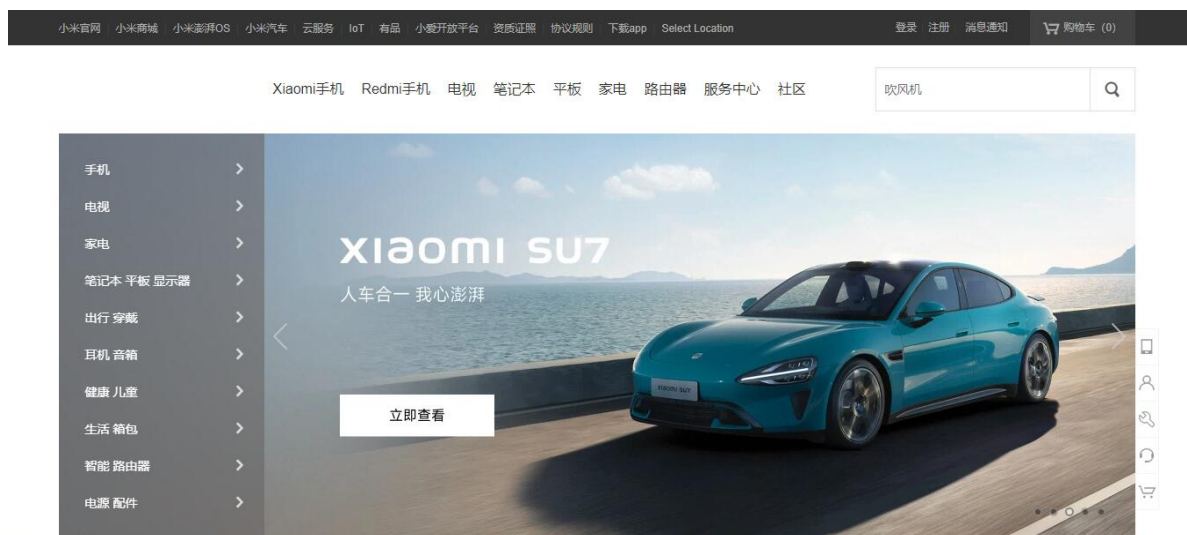 小米官网 小米商城 小米澎湃OS 小米汽车 云服务 IoT 有品 小爱开放平台 资质证照 协议规则 下载app Select Location 登录 注册 消息通知 购物车 (0)
Xiaomi手机 Redmi手机 电视 笔记本 平板 家电 路由器 服务中心 社区 吹风机
手机
电视
家电
笔记本 平板 显示器
出行 穿戴
耳机 音箱
健康 儿童
生活 箱包
智能 路由器
电源 配件
xiaomi SU7
人车合一 我心澎湃
立即查看
XIAOMI SU7